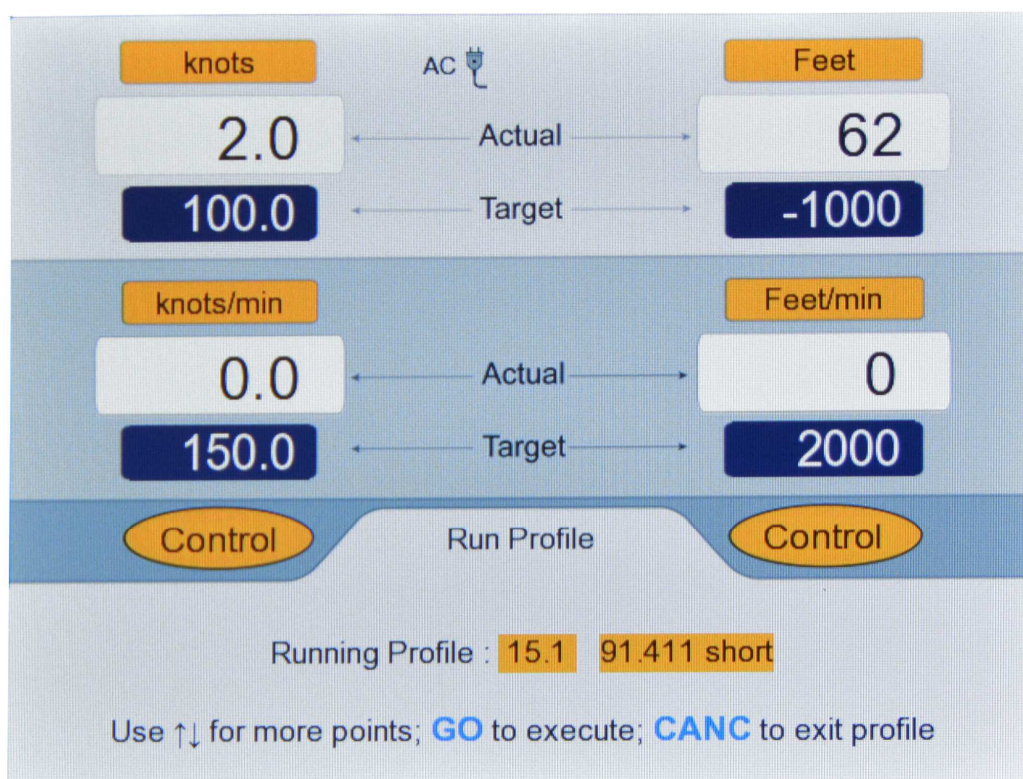 knots AC Feet
2.0 Actual 62
100.0 Target -1000
knots/min Feet/min
0.0 Actual 0
150.0 Target 2000
Control Run Profile Control
Running Profile : 15.1 91.411 short
Use ↑↓ for more points; GO to execute; CANC to exit profile